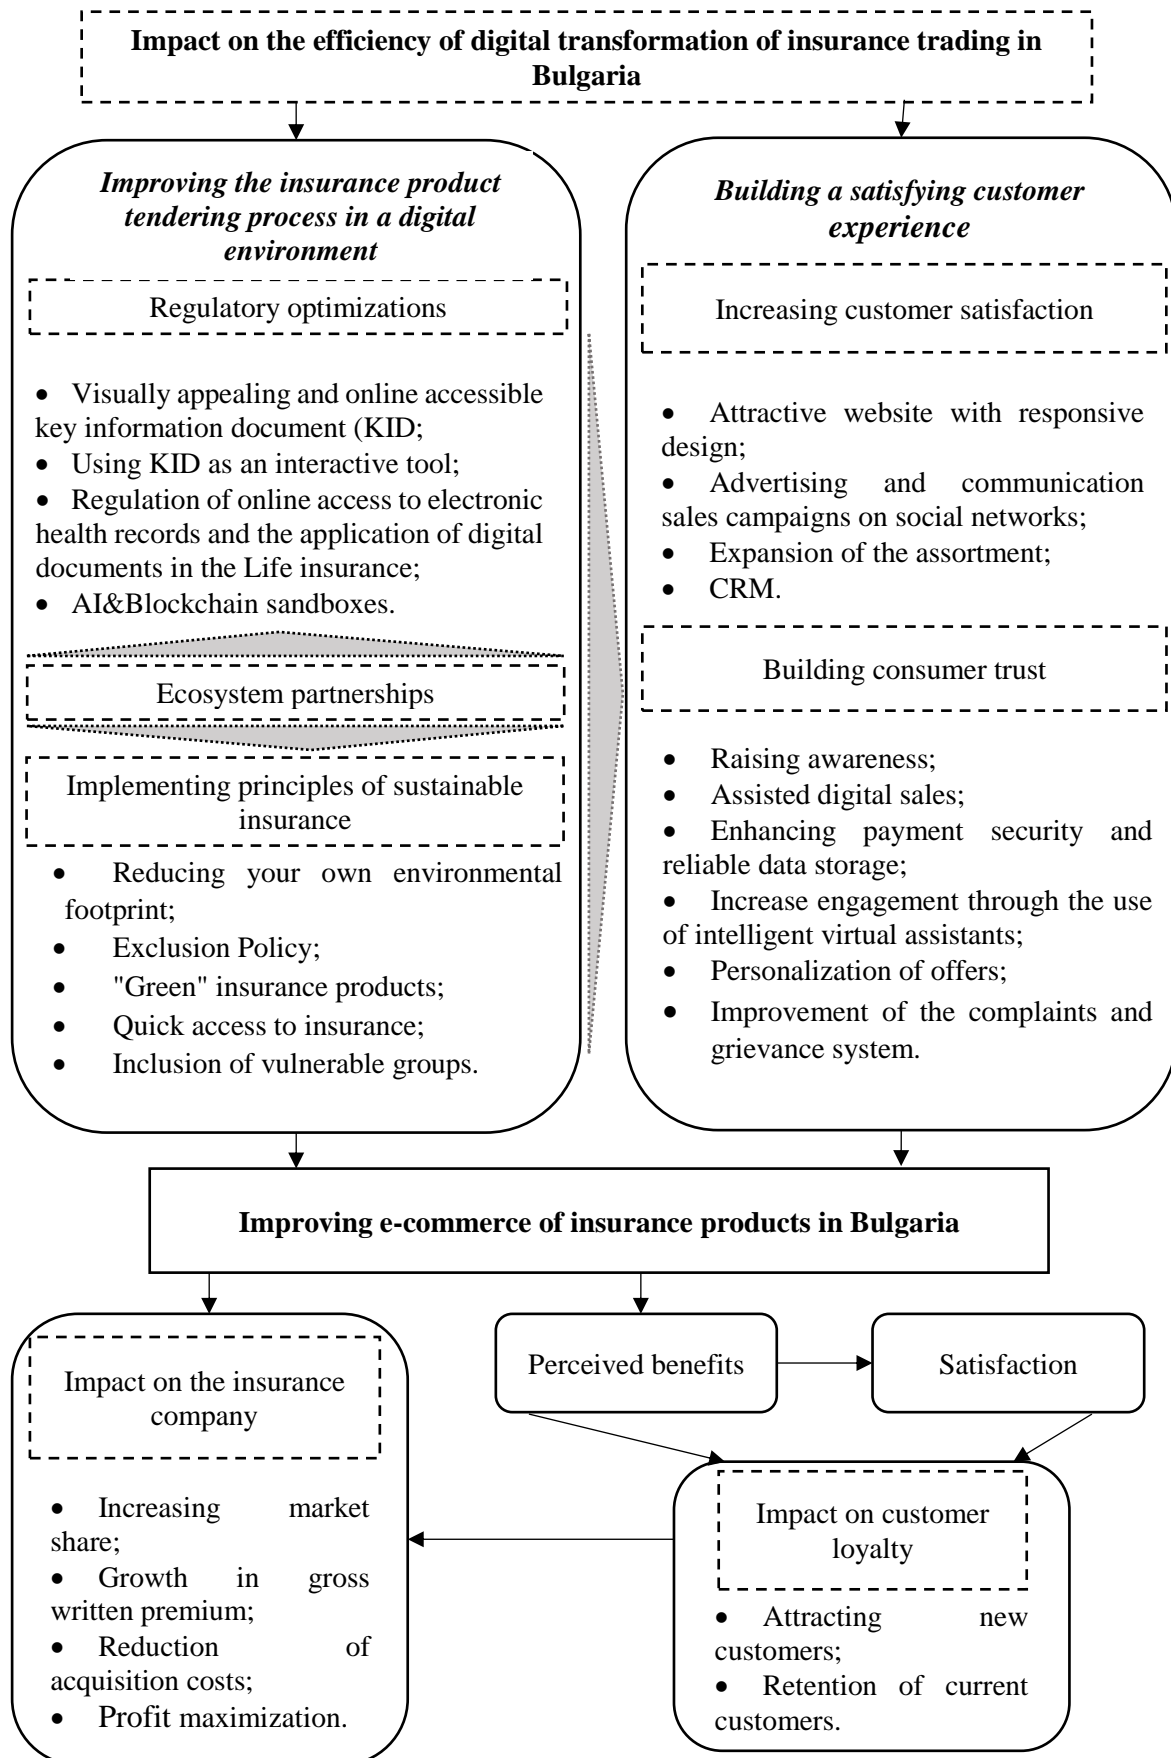 Impact on the efficiency of digital transformation of insurance trading in
Bulgaria
Improving the insurance product
tendering process in a digital
environment
Regulatory optimizations
• Visually appealing and online accessible
key information document (KID;
• Using KID as an interactive tool;
• Regulation of online access to electronic
health records and the application of digital
documents in the Life insurance;
• AI&Blockchain sandboxes.
Ecosystem partnerships
Implementing principles of sustainable
insurance
• Reducing your own environmental
footprint;
• Exclusion Policy;
• "Green" insurance products;
• Quick access to insurance;
• Inclusion of vulnerable groups.
Building a satisfying customer
experience
Increasing customer satisfaction
• Attractive website with responsive
design;
• Advertising and communication
sales campaigns on social networks;
• Expansion of the assortment;
• CRM.
Building consumer trust
• Raising awareness;
• Assisted digital sales;
• Enhancing payment security and
reliable data storage;
• Increase engagement through the use
of intelligent virtual assistants;
• Personalization of offers;
• Improvement of the complaints and
grievance system.
Improving e-commerce of insurance products in Bulgaria
Impact on the insurance
company
• Increasing market
share;
• Growth in gross
written premium;
• Reduction of
acquisition costs;
• Profit maximization.
Perceived benefits
Satisfaction
Impact on customer
loyalty
• Attracting new
customers;
• Retention of current
customers.